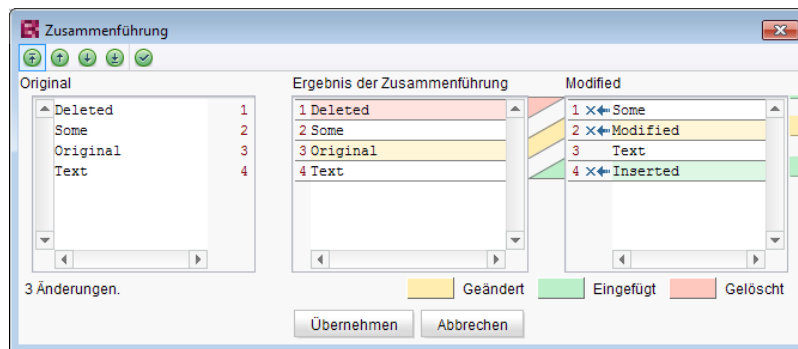 Zusammenführung
Original Ergebnis der Zusammenführung Modified
Deleted 1
Some 2
Original 3
Text 4
1 Deleted
2 Some
3 Original
4 Text
1 Some
2 Modified
3 Text
4 Inserted
3 Änderungen. Geändert Eingefügt Gelöscht
Übernehmen Abbrechen